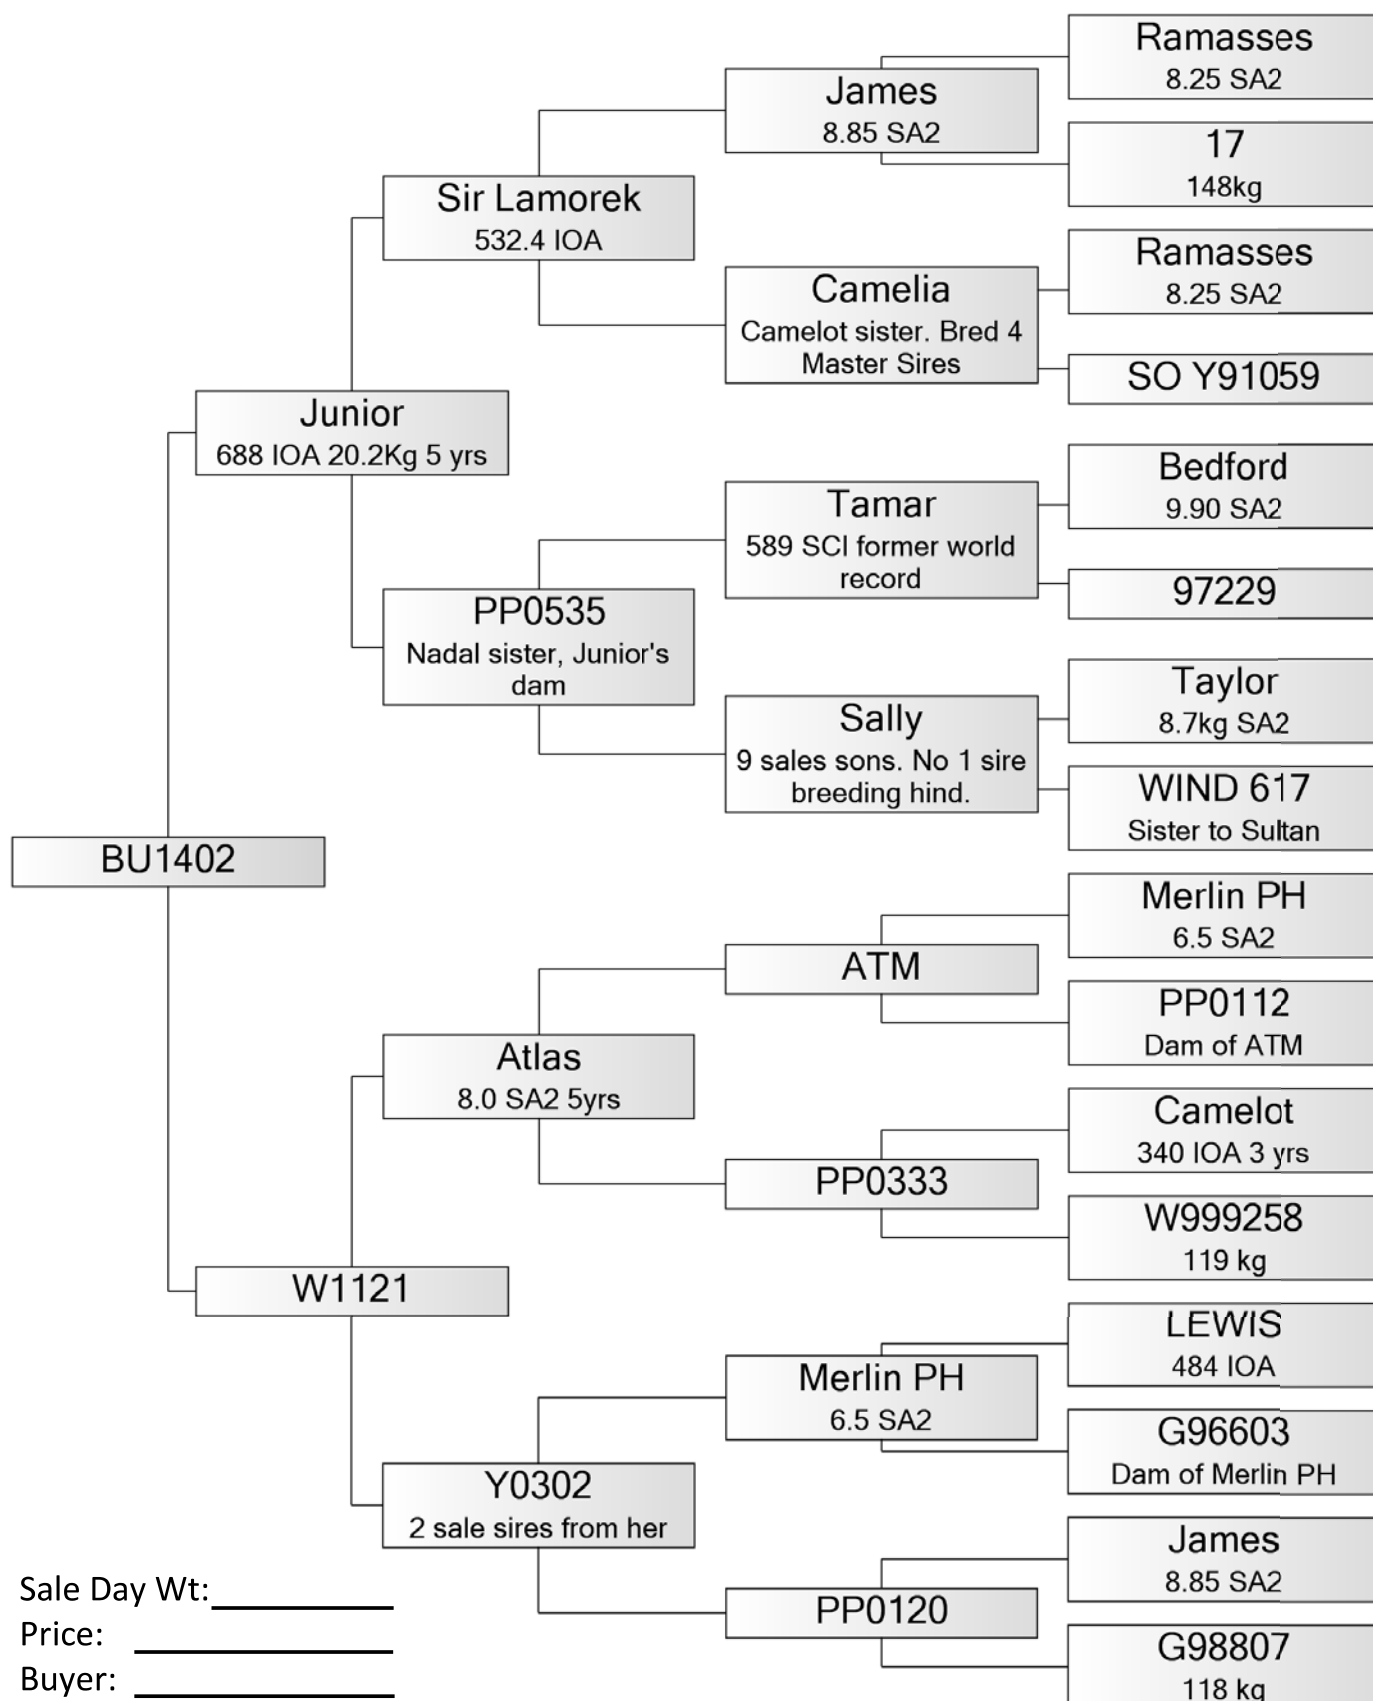 Ramasses
8.25 SA2
James
8.85 SA2
17
148kg
Sir Lamorek
532.4 IOA
Ramasses
8.25 SA2
Camelia
Camelot sister. Bred 4
Master Sires
SO Y91059
Junior
688 IOA 20.2Kg 5 yrs
Bedford
9.90 SA2
Tamar
589 SCI former world
record
97229
PP0535
Nadal sister, Junior's
dam
Taylor
8.7kg SA2
Sally
9 sales sons. No 1 sire
breeding hind.
WIND 617
Sister to Sultan
BU1402
Merlin PH
6.5 SA2
ATM
PP0112
Dam of ATM
Atlas
8.0 SA2 5yrs
Camelot
340 IOA 3 yrs
PP0333
W999258
119 kg
W1121
LEWIS
484 IOA
Merlin PH
6.5 SA2
G96603
Dam of Merlin PH
Y0302
2 sale sires from her
James
8.85 SA2
PP0120
G98807
118 kg
Sale Day Wt:
Price:
Buyer: